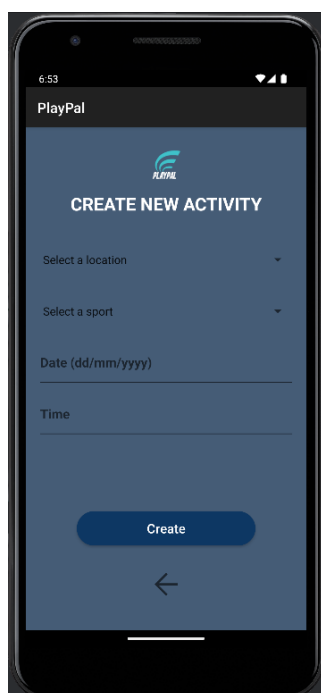 6:53
PlayPal
PLAYPAL
CREATE NEW ACTIVITY
Select a location
Select a sport
Date (dd/mm/yyyy)
Time
Create